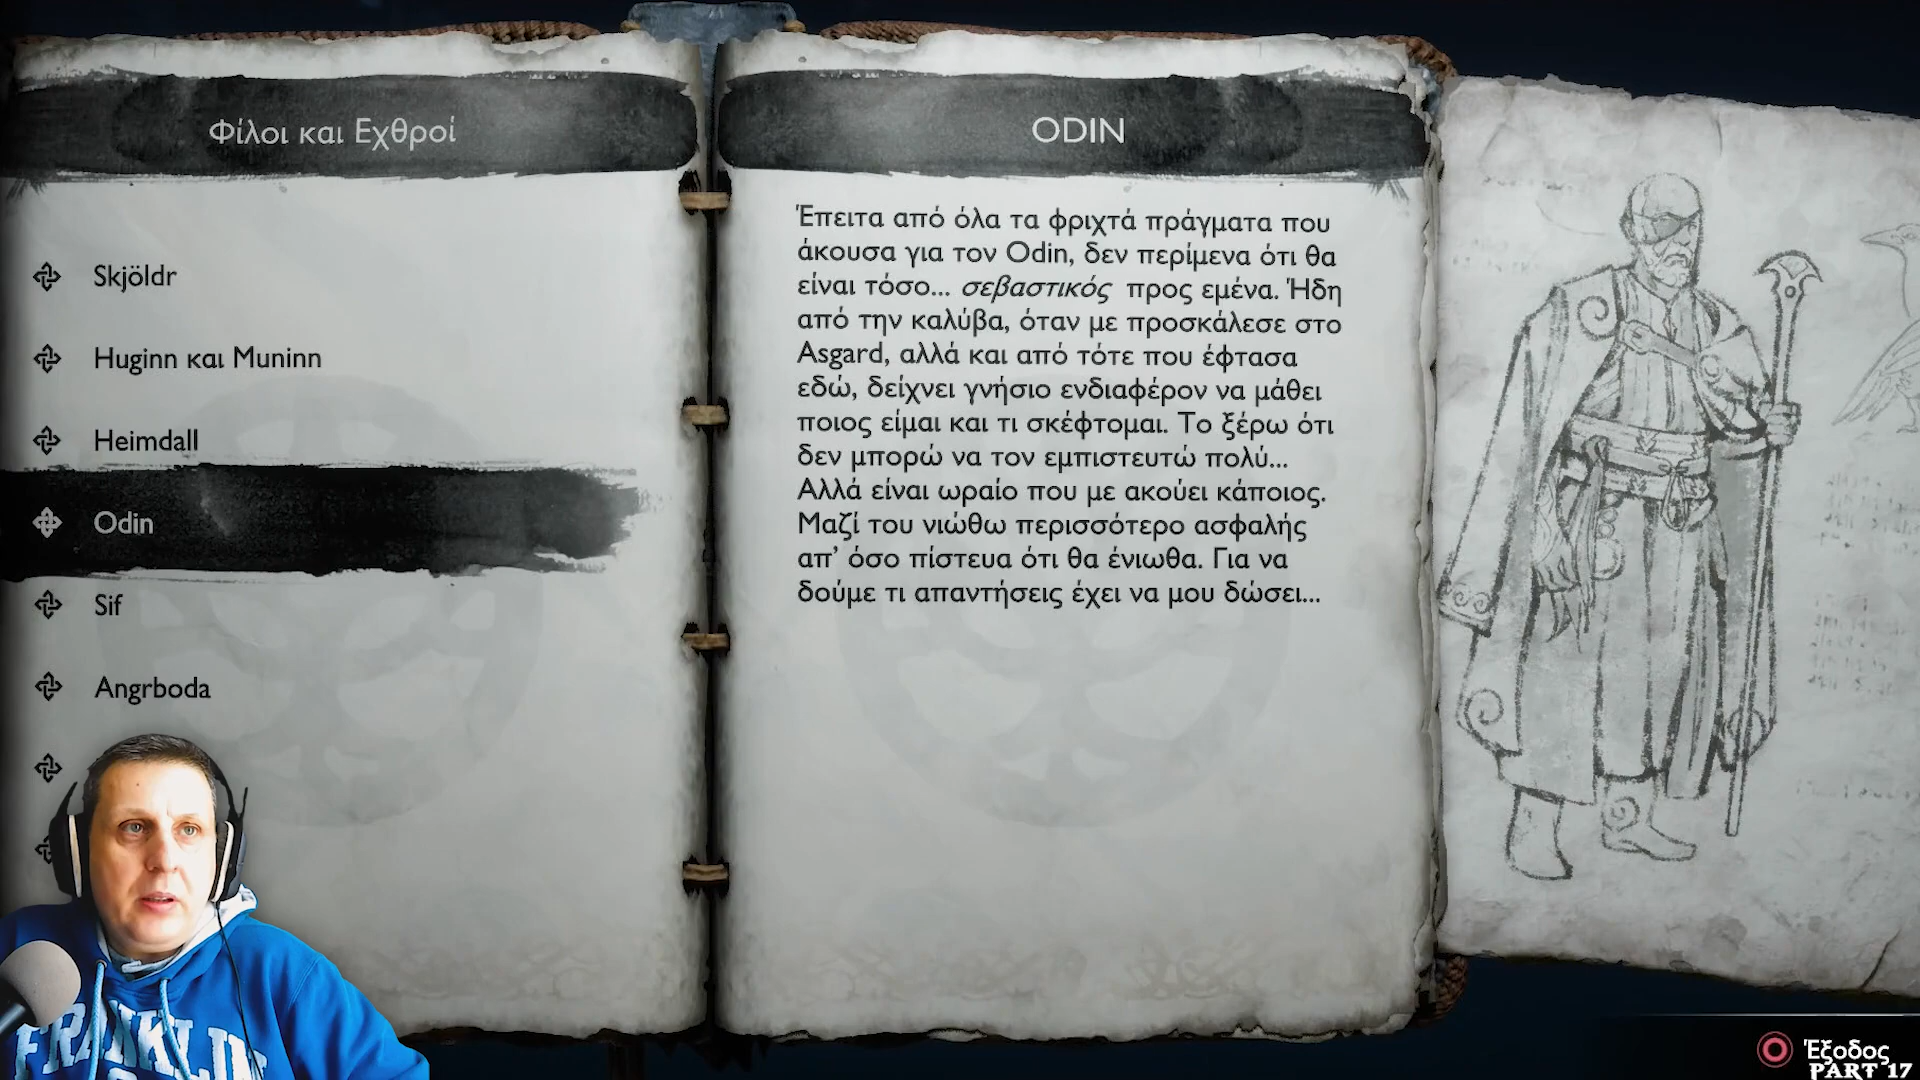 Φίλοι και Εχθροί
Skjöldr
Huginn και Muninn
Heimdall
Odin
Sif
Angrboda
ODIN
Έπειτα από όλα τα φριχτά πράγματα που
άκουσα για τον Odin, δεν περίμενα ότι θα
είναι τόσο... σεβαστικός προς εμένα. Ήδη
από την καλύβα, όταν με προσκάλεσε στο
Asgard, αλλά και από τότε που έφτασα
εδώ, δείχνει γνήσιο ενδιαφέρον να μάθει
ποιος είμαι και τι σκέφτομαι. Το ξέρω ότι
δεν μπορώ να τον εμπιστευτώ πολύ...
Αλλά είναι ωραίο που με ακούει κάποιος.
Μαζί του νιώθω περισσότερο ασφαλής
απ’ όσο πίστευα ότι θα ένιωθα. Για να
δούμε τι απαντήσεις έχει να μου δώσει...
FRANKLIN
Έξοδος
PART 17